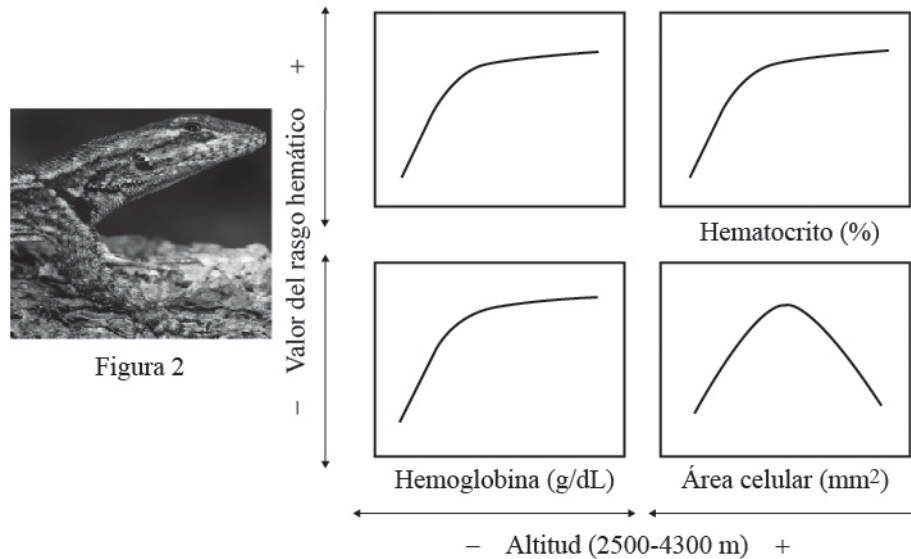 +
Valor del rasgo hemático
−
Hematocrito (%)
Figura 2
Hemoglobina (g/dL)
Área celular (mm2)
− Altitud (2500-4300 m) +